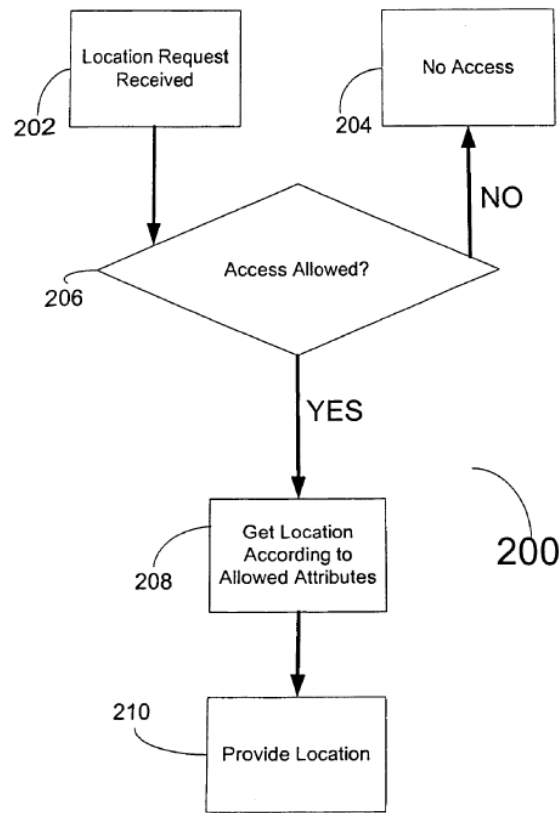 Location Request
Received
202
No Access
204
NO
Access Allowed?
206
YES
200
Get Location
According to
Allowed Attributes
208
210
Provide Location